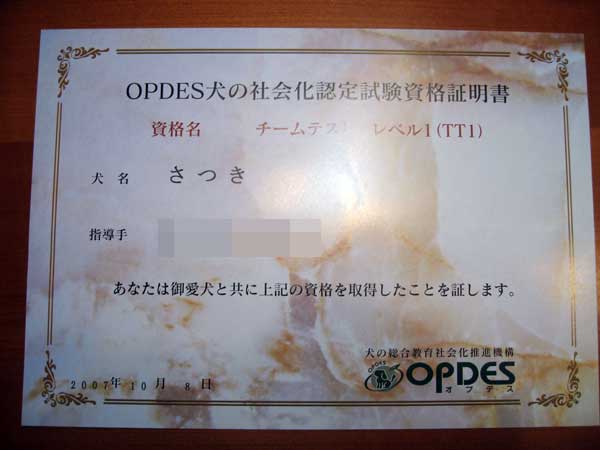 OPDES犬の社会化認定試験資格証明書
資格名 チームテス レベル1(TT1)
犬名 さつき
指導手
あなたは御愛犬と共に上記の資格を取得したことを証します。
犬の総合教育社会化推進機構
OPDES
オプデス
2007年10月8日